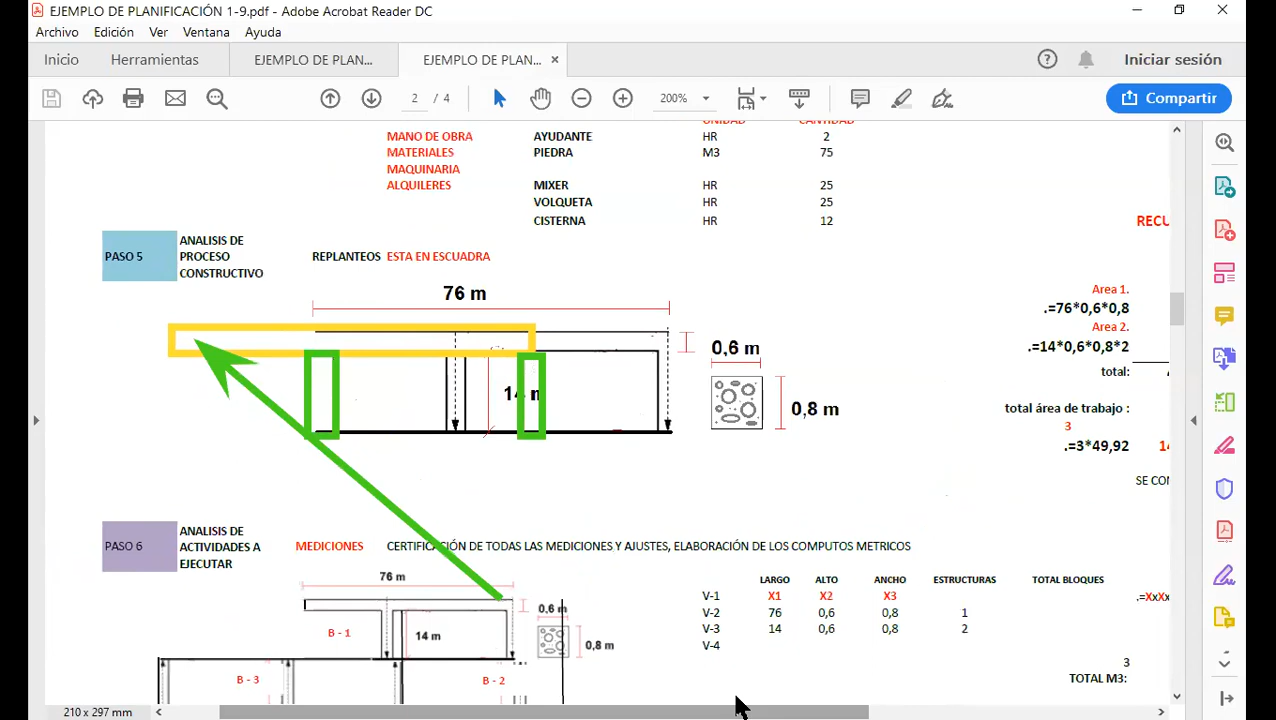 EJEMPLO DE PLANIFICACIÓN 1-9.pdf - Adobe Acrobat Reader DC
Archivo Edición Ver Ventana Ayuda
Inicio Herramientas EJEMPLO DE PLAN... EJEMPLO DE PLAN... × Iniciar sesión
2 / 4 200% Compartir
UNIDAD CANTIDAD
MANO DE OBRA AYUDANTE HR 2
MATERIALES PIEDRA M3 75
MAQUINARIA
ALQUILERES MIXER HR 25
VOLQUETA HR 25
CISTERNA HR 12
RECU
PASO 5 ANALISIS DE PROCESO CONSTRUCTIVO REPLANTEOS ESTA EN ESCUADRA
76 m
Area 1.
.=76*0,6*0,8
Area 2.
0,6 m .=14*0,6*0,8*2
total:
14 m 0,8 m total área de trabajo :
3
.=3*49,92 14
SE CON
PASO 6 ANALISIS DE ACTIVIDADES A EJECUTAR MEDICIONES CERTIFICACIÓN DE TODAS LAS MEDICIONES Y AJUSTES, ELABORACIÓN DE LOS COMPUTOS METRICOS
76 m LARGO ALTO ANCHO ESTRUCTURAS TOTAL BLOQUES
V-1 X1 X2 X3 .=XxXx
0,6 m V-2 76 0,6 0,8 1
B - 1 14 m V-3 14 0,6 0,8 2
0,8 m V-4
3
B - 3 B - 2 TOTAL M3:
210 x 297 mm